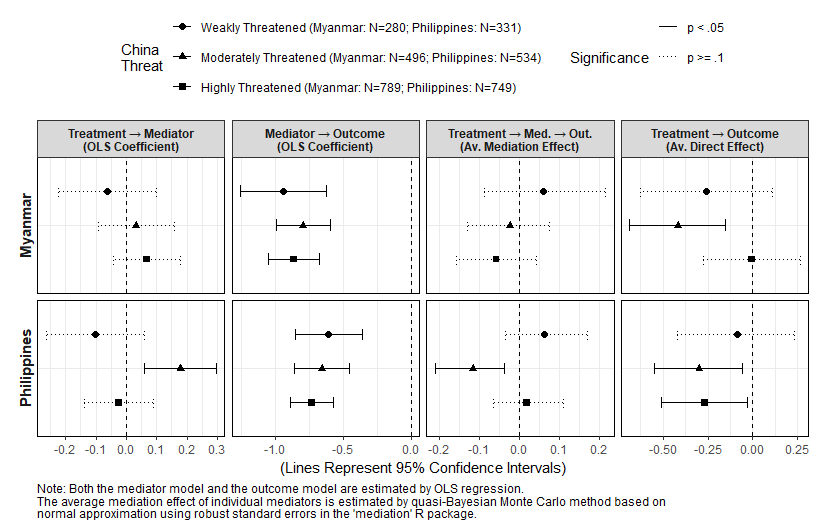 China
Threat
Weakly Threatened (Myanmar: N=280; Philippines: N=331)
Moderately Threatened (Myanmar: N=496; Philippines: N=534)
Highly Threatened (Myanmar: N=789; Philippines: N=749)
Significance
p < .05
p >= .1
Treatment → Mediator
(OLS Coefficient)
Mediator → Outcome
(OLS Coefficient)
Treatment → Med. → Out.
(Av. Mediation Effect)
Treatment → Outcome
(Av. Direct Effect)
Myanmar
Philippines
-0.2 -0.1 0.0 0.1 0.2 0.3
-1.0 -0.5 0.0
-0.2 -0.1 0.0 0.1 0.2
-0.50 -0.25 0.00 0.25
(Lines Represent 95% Confidence Intervals)
Note: Both the mediator model and the outcome model are estimated by OLS regression.
The average mediation effect of individual mediators is estimated by quasi-Bayesian Monte Carlo method based on
normal approximation using robust standard errors in the 'mediation' R package.